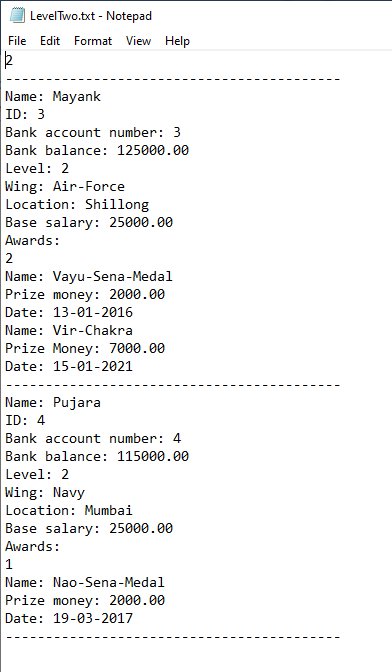 LevelTwo.txt - Notepad
File Edit Format View Help
2
------------------------------------------
Name: Mayank
ID: 3
Bank account number: 3
Bank balance: 125000.00
Level: 2
Wing: Air-Force
Location: Shillong
Base salary: 25000.00
Awards:
2
Name: Vayu-Sena-Medal
Prize money: 2000.00
Date: 13-01-2016
Name: Vir-Chakra
Prize Money: 7000.00
Date: 15-01-2021
------------------------------------------
Name: Pujara
ID: 4
Bank account number: 4
Bank balance: 115000.00
Level: 2
Wing: Navy
Location: Mumbai
Base salary: 25000.00
Awards:
1
Name: Nao-Sena-Medal
Prize money: 2000.00
Date: 19-03-2017
------------------------------------------